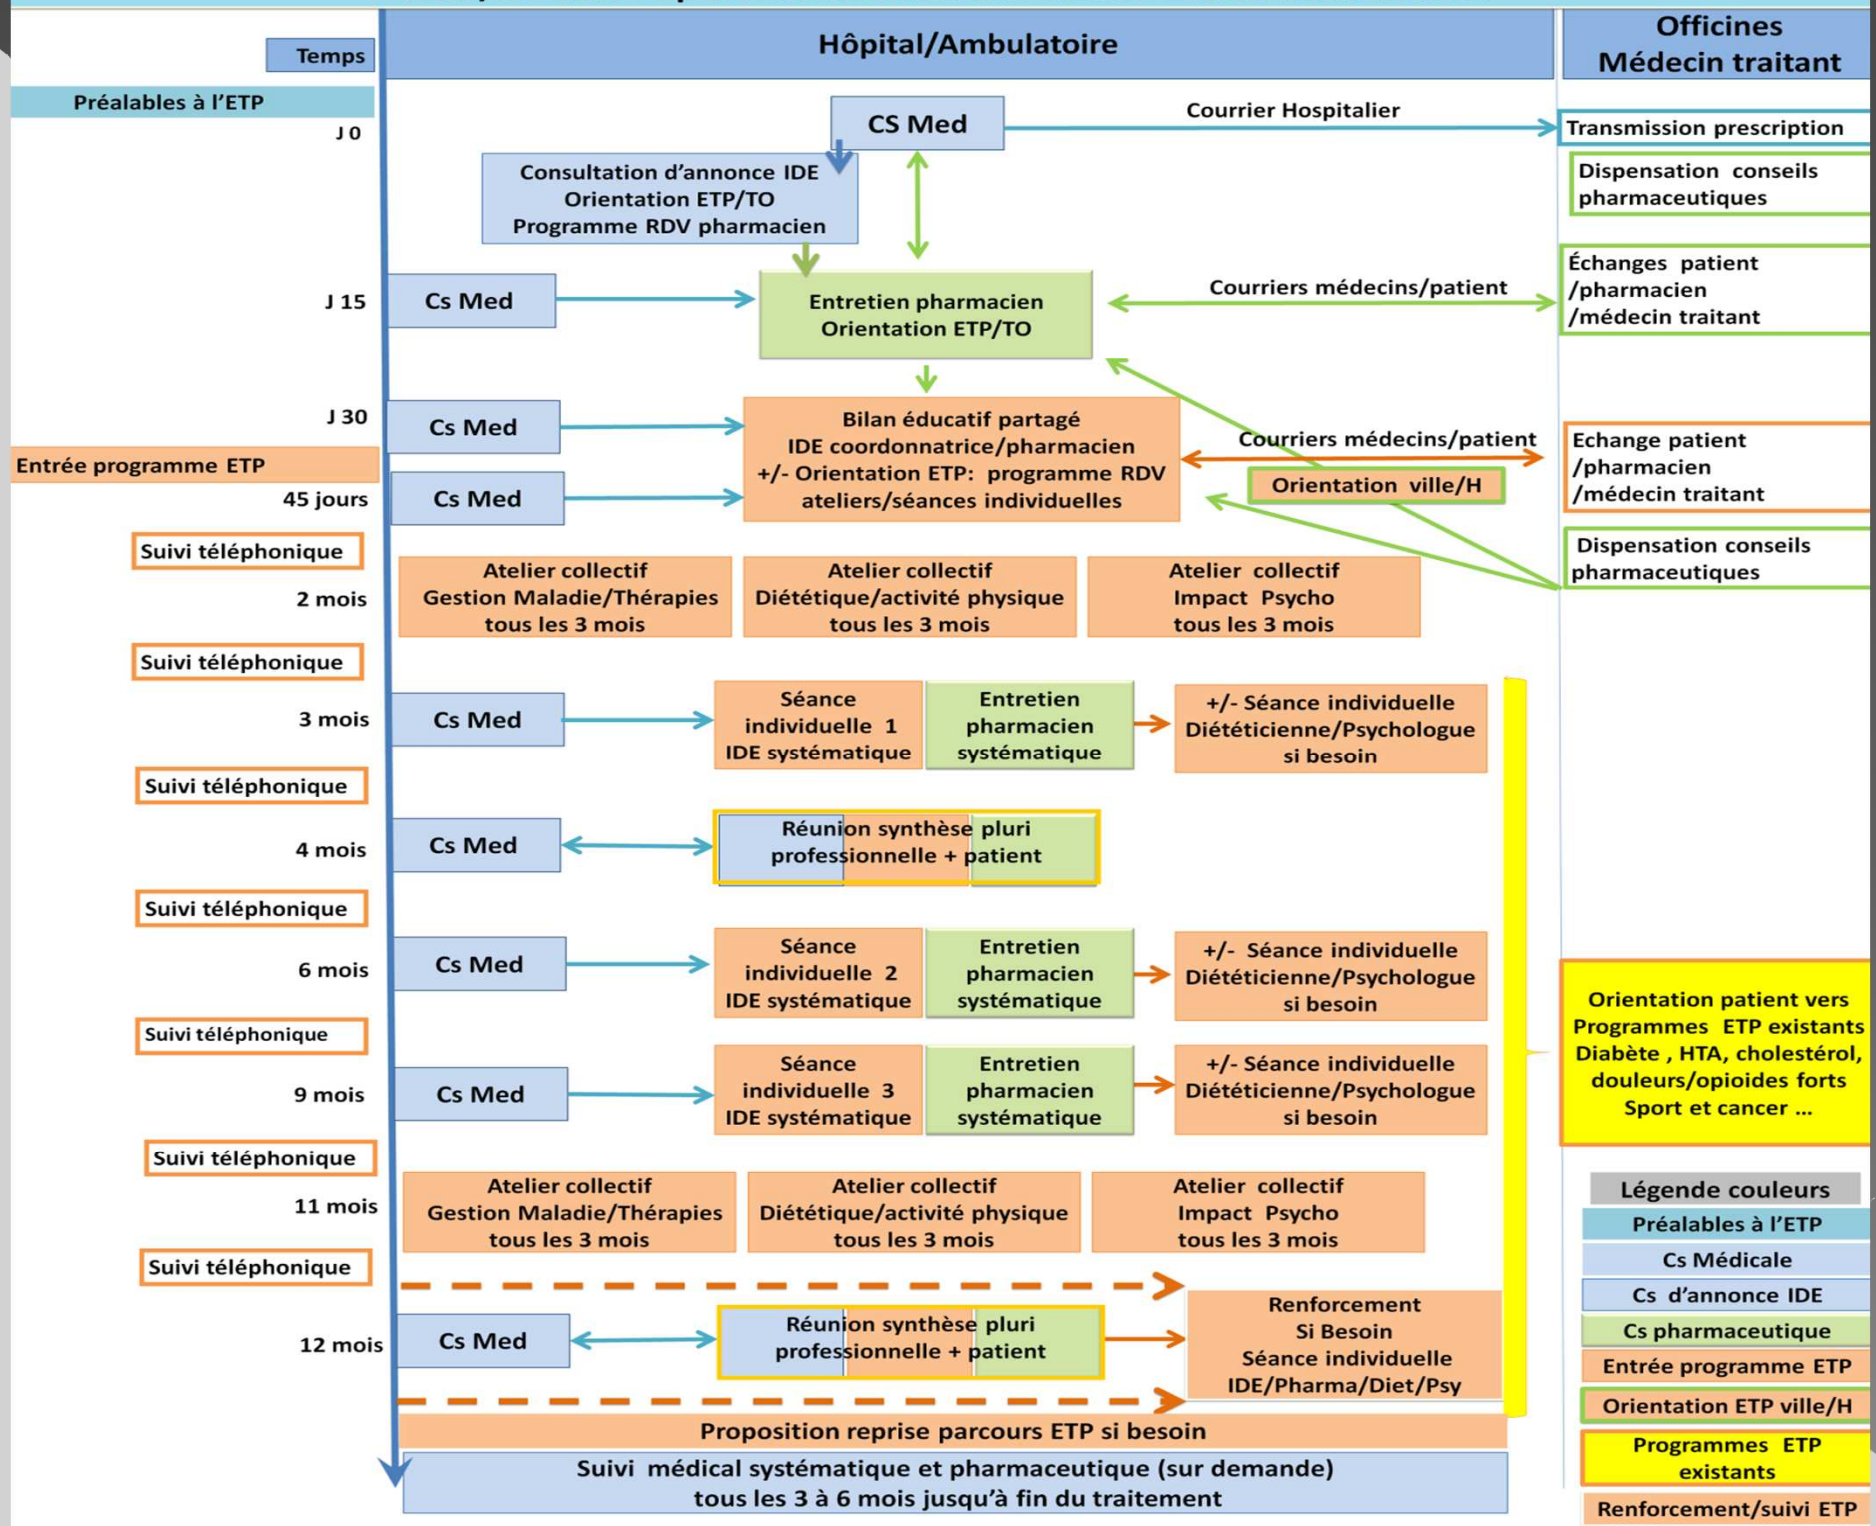 Hôpital/Ambulatoire
Officines
Médecin traitant
Temps
Préalables à l'ETP
J 0
CS Med
Courrier Hospitalier
Transmission prescription
Consultation d'annonce IDE
Orientation ETP/TO
Programme RDV pharmacien
Dispensation conseils
pharmaceutiques
J 15
Cs Med
Entretien pharmacien
Orientation ETP/TO
Courriers médecins/patient
Échanges patient
/pharmacien
/médecin traitant
J 30
Cs Med
Bilan éducatif partagé
IDE coordonnatrice/pharmacien
+/- Orientation ETP: programme RDV
ateliers/séances individuelles
Courriers médecins/patient
Orientation ville/H
Echange patient
/pharmacien
/médecin traitant
Entrée programme ETP
45 jours
Cs Med
Suivi téléphonique
Dispensation conseils
pharmaceutiques
2 mois
Atelier collectif
Gestion Maladie/Thérapies
tous les 3 mois
Atelier collectif
Diététique/activité physique
tous les 3 mois
Atelier collectif
Impact Psycho
tous les 3 mois
Suivi téléphonique
3 mois
Cs Med
Séance
individuelle 1
IDE systématique
Entretien
pharmacien
systématique
+/- Séance individuelle
Diététicienne/Psychologue
si besoin
Suivi téléphonique
4 mois
Cs Med
Réunion synthèse pluri
professionnelle + patient
Suivi téléphonique
6 mois
Cs Med
Séance
individuelle 2
IDE systématique
Entretien
pharmacien
systématique
+/- Séance individuelle
Diététicienne/Psychologue
si besoin
Orientation patient vers
Programmes ETP existants
Diabète , HTA, cholestérol,
douleurs/opioides forts
Sport et cancer ...
Suivi téléphonique
9 mois
Cs Med
Séance
individuelle 3
IDE systématique
Entretien
pharmacien
systématique
+/- Séance individuelle
Diététicienne/Psychologue
si besoin
Suivi téléphonique
11 mois
Atelier collectif
Gestion Maladie/Thérapies
tous les 3 mois
Atelier collectif
Diététique/activité physique
tous les 3 mois
Atelier collectif
Impact Psycho
tous les 3 mois
Suivi téléphonique
12 mois
Cs Med
Réunion synthèse pluri
professionnelle + patient
Renforcement
Si Besoin
Séance individuelle
IDE/Pharma/Diet/Psy
Proposition reprise parcours ETP si besoin
Suivi médical systématique et pharmaceutique (sur demande)
tous les 3 à 6 mois jusqu'à fin du traitement
Légende couleurs
Préalables à l'ETP
Cs Médicale
Cs d'annonce IDE
Cs pharmaceutique
Entrée programme ETP
Orientation ETP ville/H
Programmes ETP
existants
Renforcement/suivi ETP